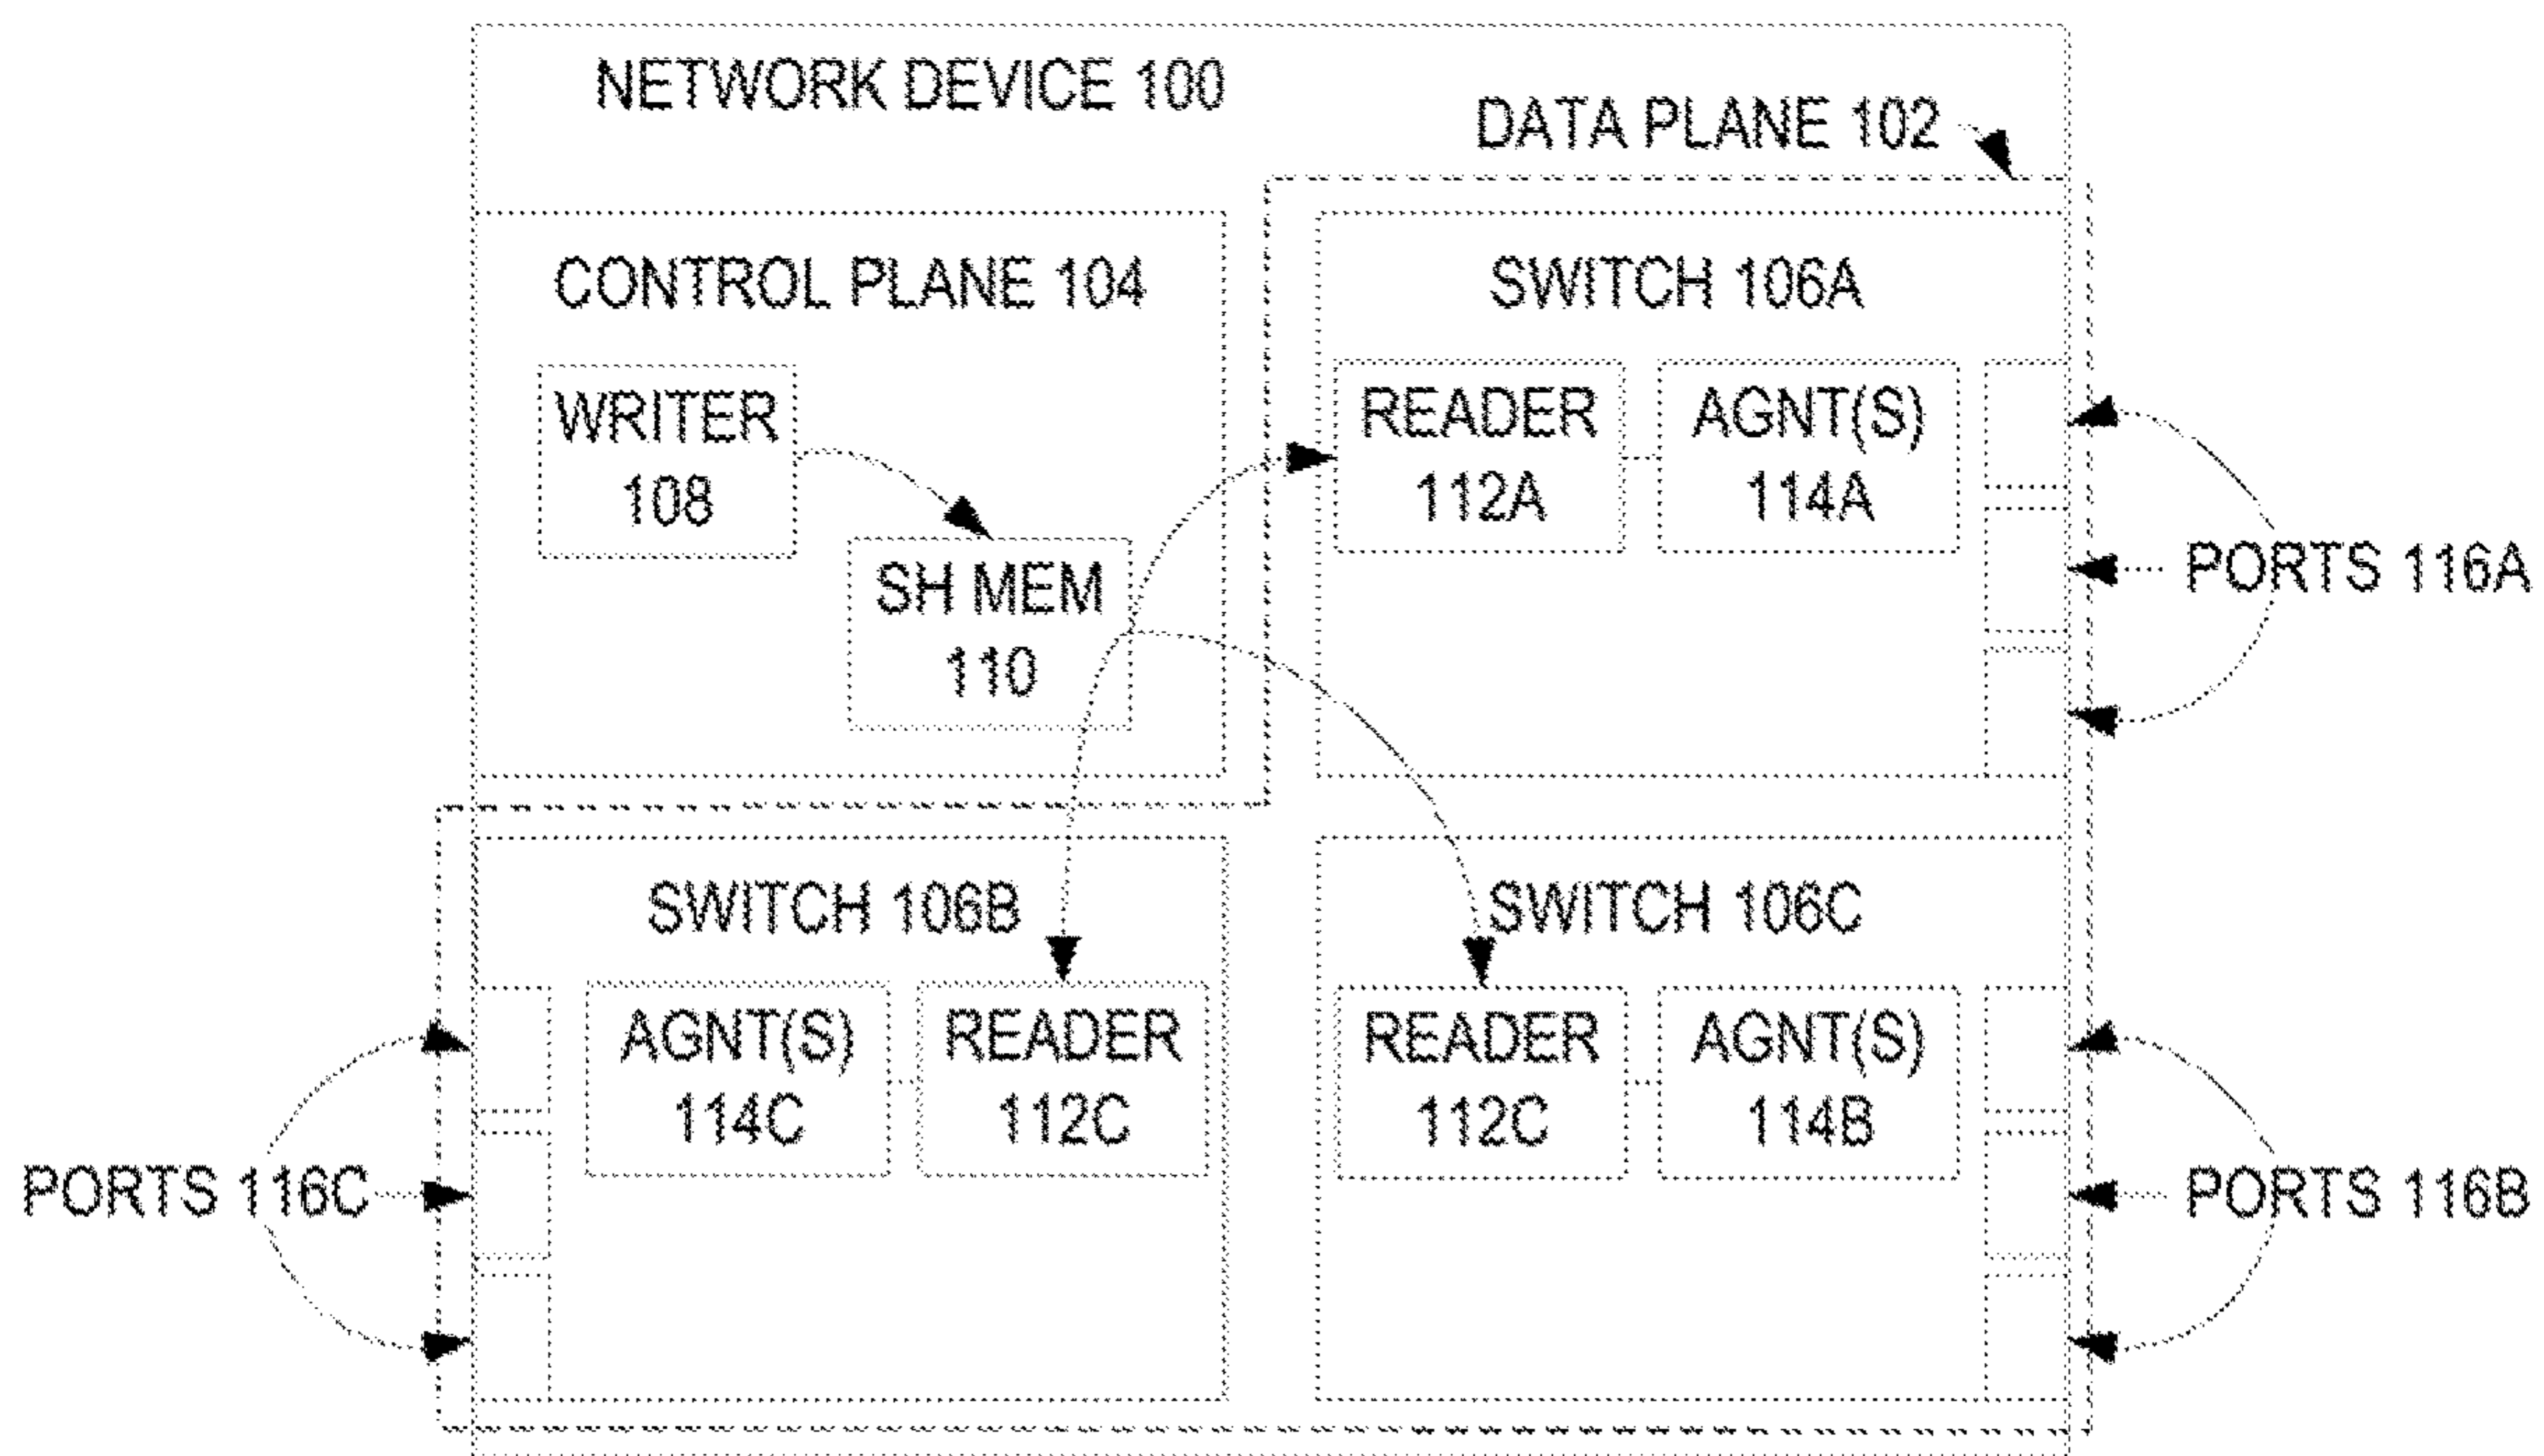 NETWORK DEVICE 100
DATA PLANE 102
CONTROL PLANE 104
WRITER
108
SH MEM
110
SWITCH 106A
READER
112A
AGNT(S)
114A
PORTS 116A
SWITCH 106B
AGNT(S)
114C
READER
112C
PORTS 116C
SWITCH 106C
READER
112C
AGNT(S)
114B
PORTS 116B